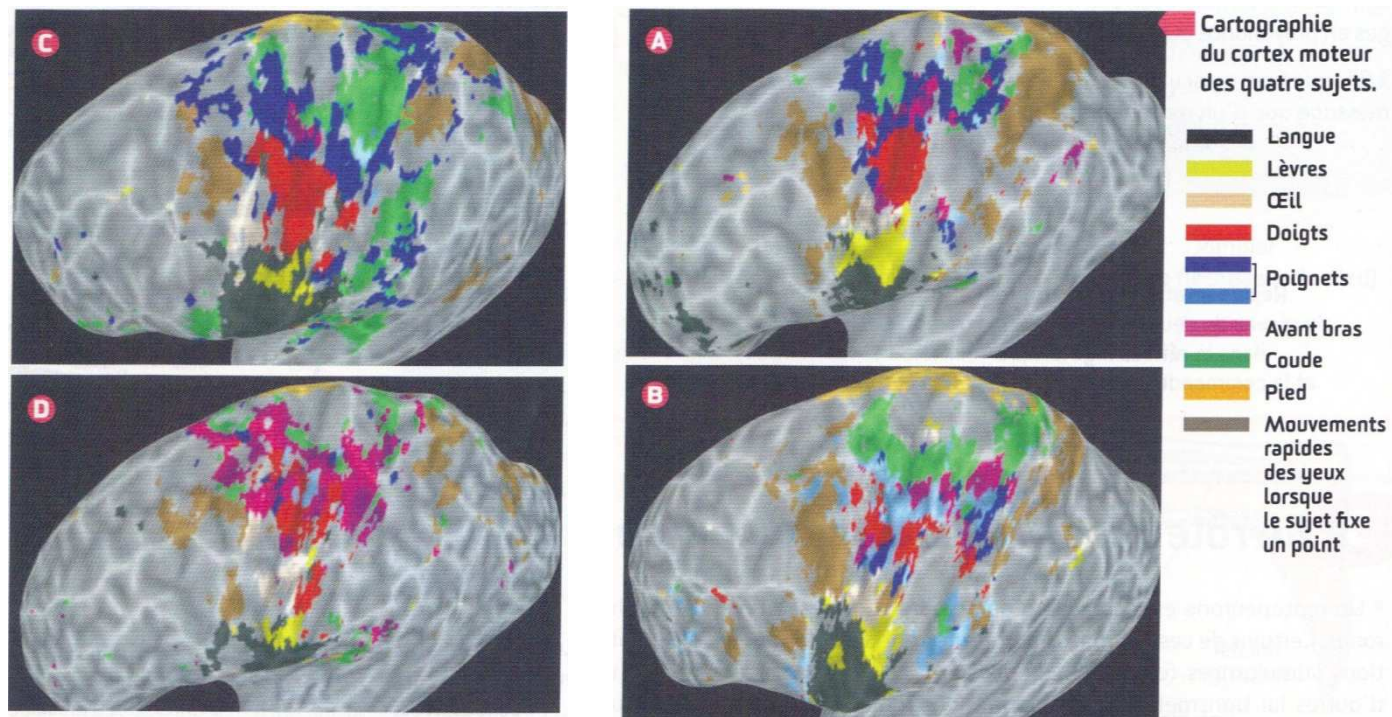 C
A
D
B
Cartographie
du cortex moteur
des quatre sujets.
Langue
Lèvres
Œil
Doigts
Poignets
Avant bras
Coude
Pied
Mouvements
rapides
des yeux
lorsque
le sujet fixe
un point